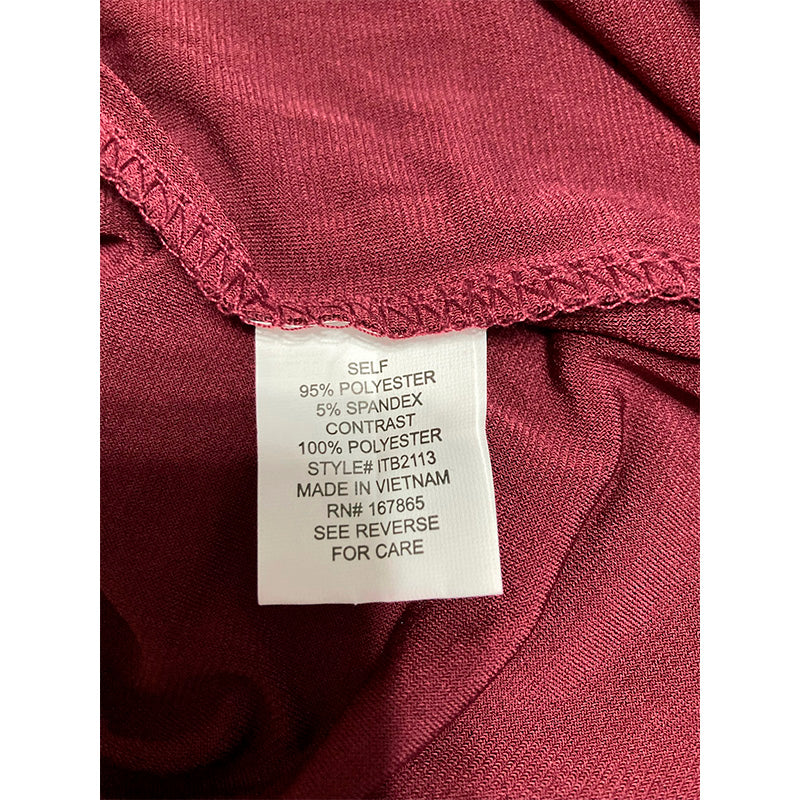 SELF
95% POLYESTER
5% SPANDEX
CONTRAST
100% POLYESTER
STYLE# ITB2113
MADE IN VIETNAM
RN# 167865
SEE REVERSE
FOR CARE